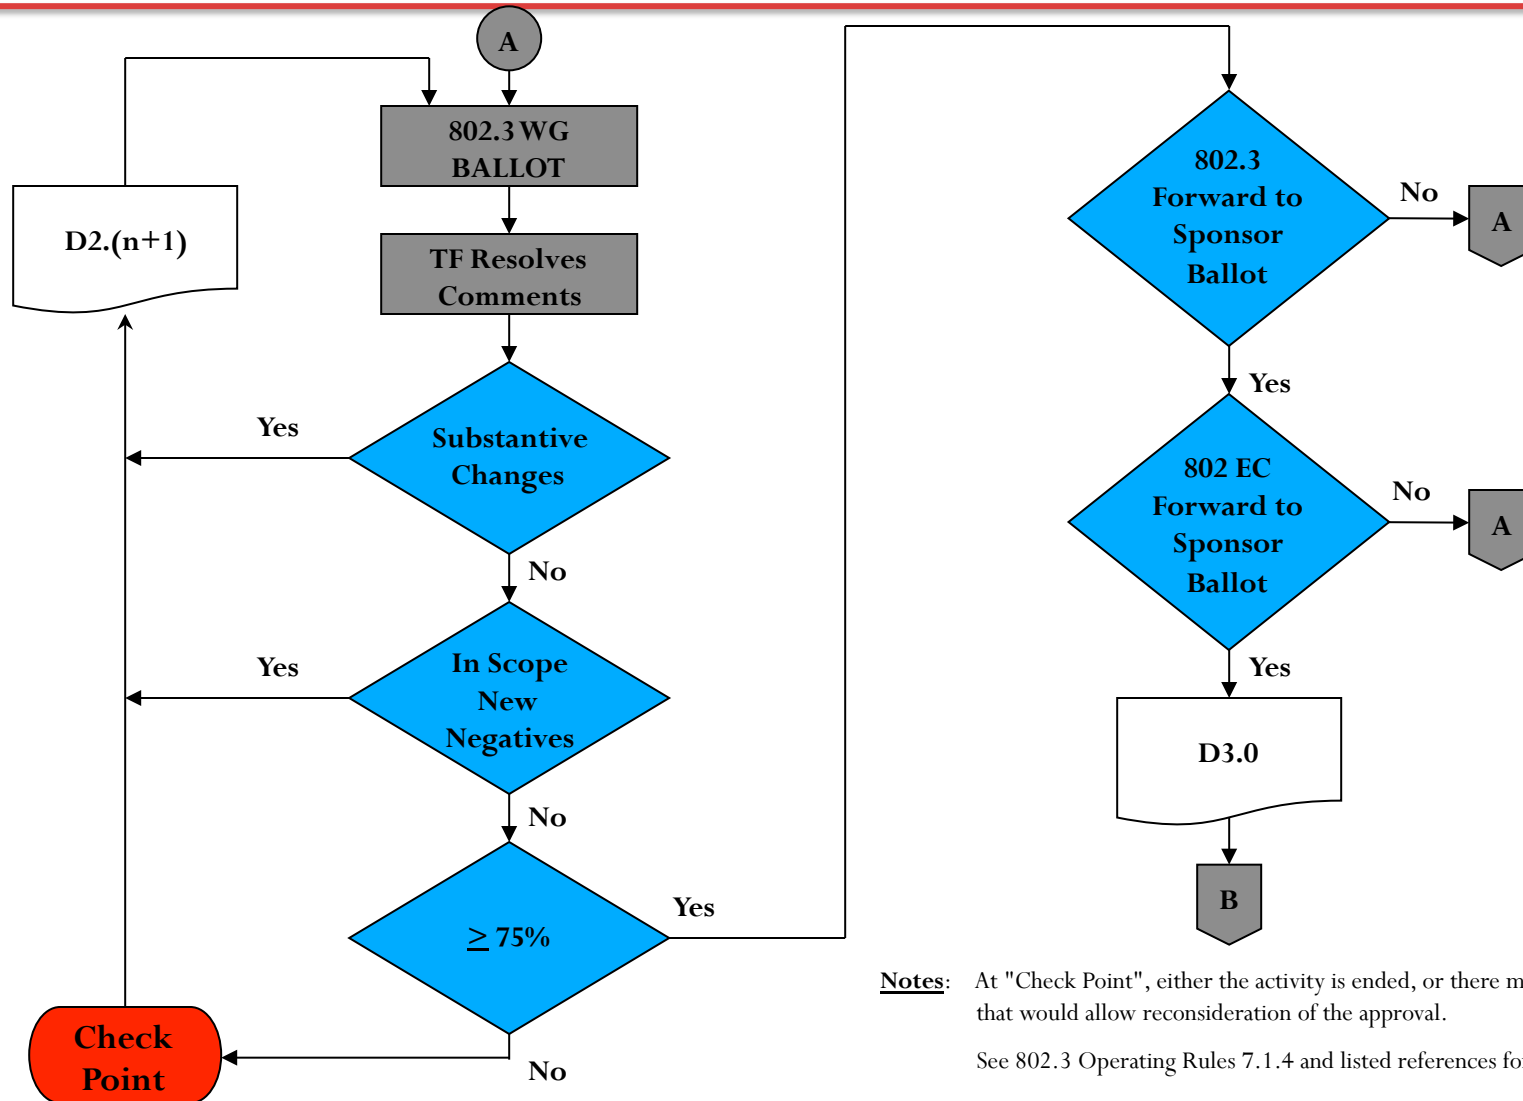 A
802.3 WG
BALLOT
D2.(n+1)
TF Resolves
Comments
Yes
Substantive
Changes
No
Yes
In Scope
New
Negatives
No
≥ 75%
Yes
No
Check
Point
802.3
Forward to
Sponsor
Ballot
No
A
Yes
802 EC
Forward to
Sponsor
Ballot
No
A
Yes
D3.0
B
Notes: At "Check Point", either the activity is ended, or there m
that would allow reconsideration of the approval.
See 802.3 Operating Rules 7.1.4 and listed references fo